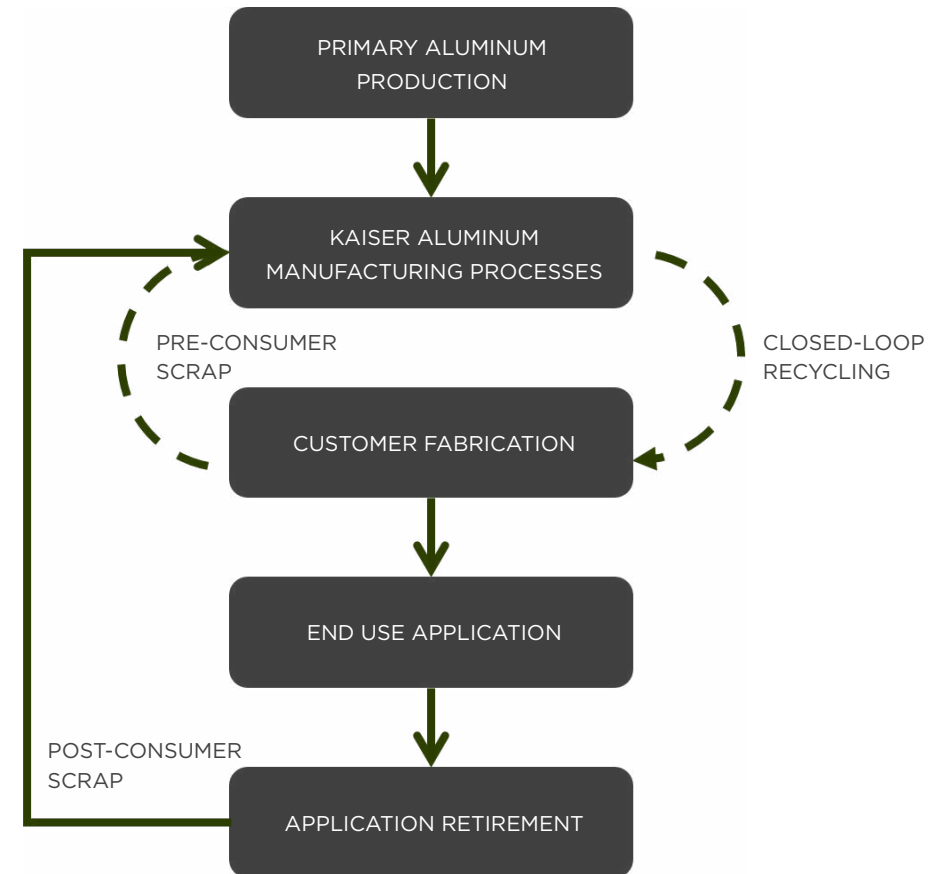 PRIMARY ALUMINUM
PRODUCTION
KAISER ALUMINUM
MANUFACTURING PROCESSES
PRE-CONSUMER
SCRAP
CLOSED-LOOP
RECYCLING
CUSTOMER FABRICATION
END USE APPLICATION
POST-CONSUMER
SCRAP
APPLICATION RETIREMENT